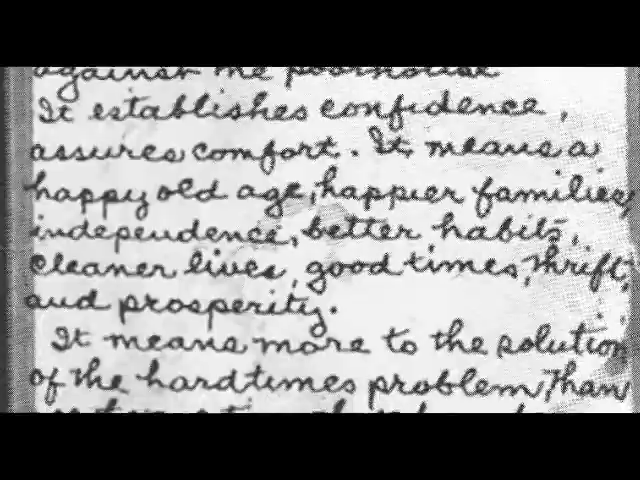 against the poorhouse
It establishes confidence,
assures comfort. It means a
happy old age, happier families,
independence, better habits,
cleaner lives, good times, thrift,
and prosperity.
It means more to the solution
of the hard times problem, than